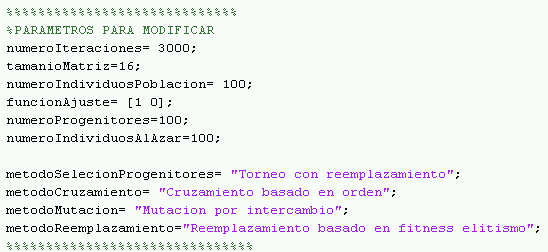 %%%%%%%%%%%%%%%%%%%%%%%%%%%%%
%PARAMETROS PARA MODIFICAR
numeroIteraciones= 3000;
tamanioMatriz=16;
numeroIndividuosPoblacion= 100;
funcionAjuste= [1 0];
numeroProgenitores=100;
numeroIndividuosAlAzar=100;
metodoSelecionProgenitores= "Torneo con reemplazamiento";
metodoCruzamiento= "Cruzamiento basado en orden";
metodoMutacion= "Mutacion por intercambio";
metodoReemplazamiento="Reemplazamiento basado en fitness elitismo";
%%%%%%%%%%%%%%%%%%%%%%%%%%%%%%%